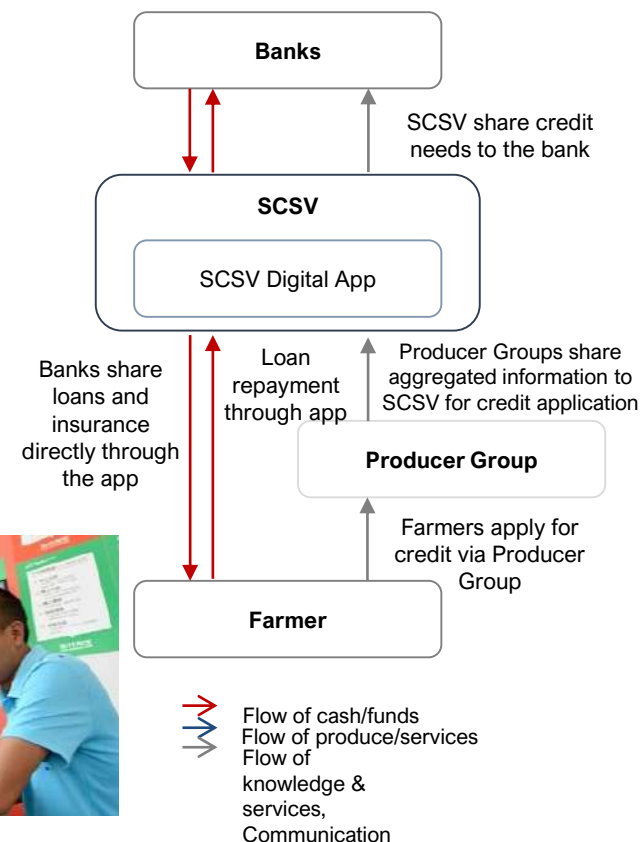 Banks
SCSV share credit
needs to the bank
SCSV
SCSV Digital App
Banks share
loans and
insurance
directly through
the app
Loan
repayment
through app
Producer Groups share
aggregated information to
SCSV for credit application
Producer Group
Farmers apply for
credit via Producer
Group
Farmer
Flow of cash/funds
Flow of produce/services
Flow of
knowledge &
services,
Communication